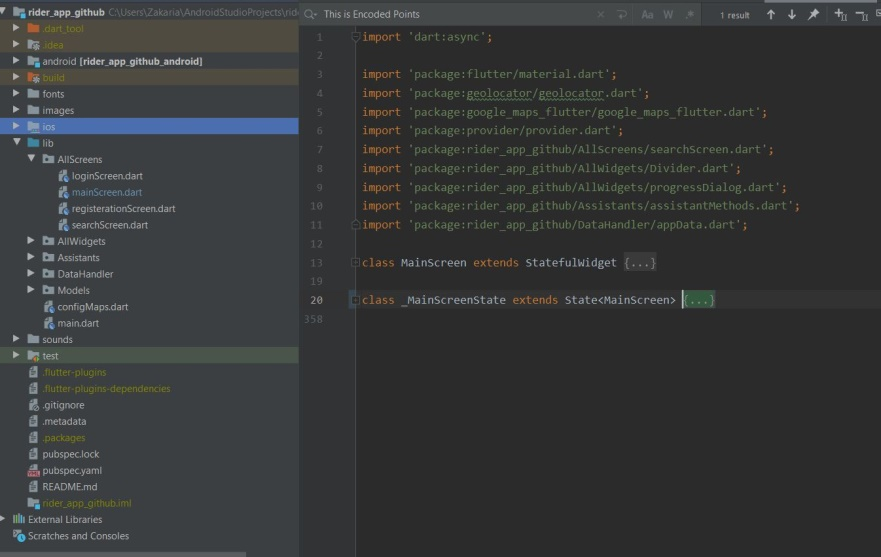 rider_app_github C:\Users\Zakaria\AndroidStudioProjects\rid
.dart_tool
.idea
android [rider_app_github_android]
build
fonts
images
ios
lib
AllScreens
loginScreen.dart
mainScreen.dart
registerationScreen.dart
searchScreen.dart
AllWidgets
Assistants
DataHandler
Models
configMaps.dart
main.dart
sounds
test
.flutter-plugins
.flutter-plugins-dependencies
.gitignore
.metadata
.packages
pubspec.lock
pubspec.yaml
README.md
rider_app_github.iml
External Libraries
Scratches and Consoles
This is Encoded Points Aa W .* 1 result
1 import 'dart:async';
2
3 import 'package:flutter/material.dart';
4 import 'package:geolocator/geolocator.dart';
5 import 'package:google_maps_flutter/google_maps_flutter.dart';
6 import 'package:provider/provider.dart';
7 import 'package:rider_app_github/AllScreens/searchScreen.dart';
8 import 'package:rider_app_github/AllWidgets/Divider.dart';
9 import 'package:rider_app_github/AllWidgets/progressDialog.dart';
10 import 'package:rider_app_github/Assistants/assistantMethods.dart';
11 import 'package:rider_app_github/DataHandler/appData.dart';
12
13 class MainScreen extends StatefulWidget {...}
19
20 class _MainScreenState extends State<MainScreen> {...}
358